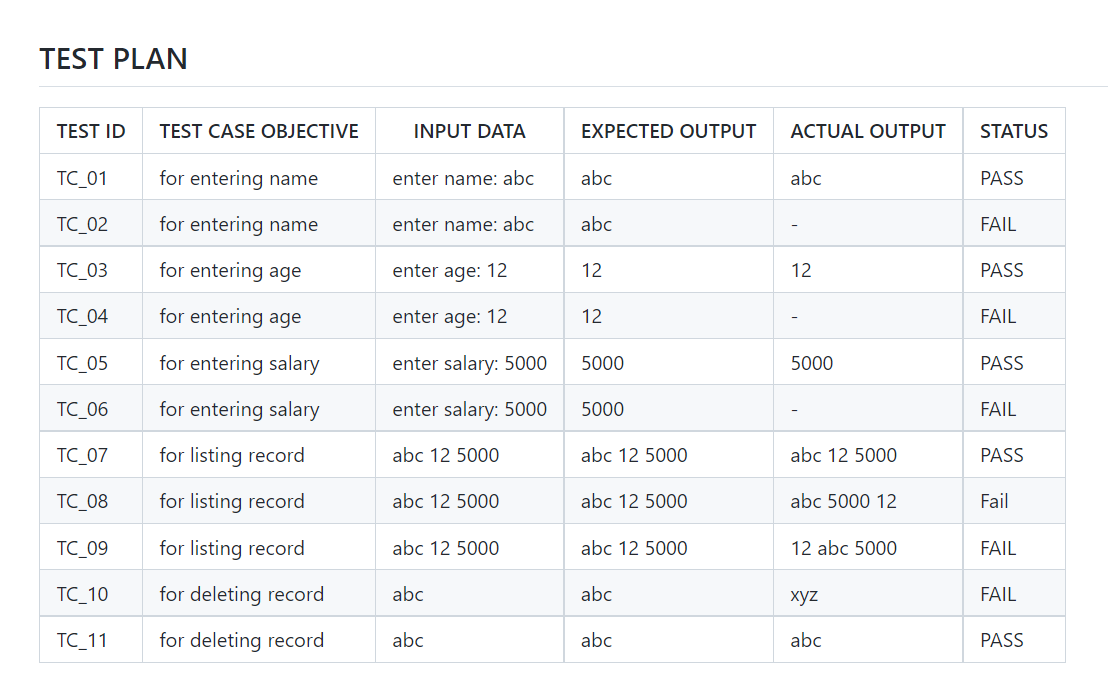 TEST PLAN
TEST ID TEST CASE OBJECTIVE INPUT DATA EXPECTED OUTPUT ACTUAL OUTPUT STATUS
TC_01 for entering name enter name: abc abc abc PASS
TC_02 for entering name enter name: abc abc - FAIL
TC_03 for entering age enter age: 12 12 12 PASS
TC_04 for entering age enter age: 12 12 - FAIL
TC_05 for entering salary enter salary: 5000 5000 5000 PASS
TC_06 for entering salary enter salary: 5000 5000 - FAIL
TC_07 for listing record abc 12 5000 abc 12 5000 abc 12 5000 PASS
TC_08 for listing record abc 12 5000 abc 12 5000 abc 5000 12 Fail
TC_09 for listing record abc 12 5000 abc 12 5000 12 abc 5000 FAIL
TC_10 for deleting record abc abc xyz FAIL
TC_11 for deleting record abc abc abc PASS